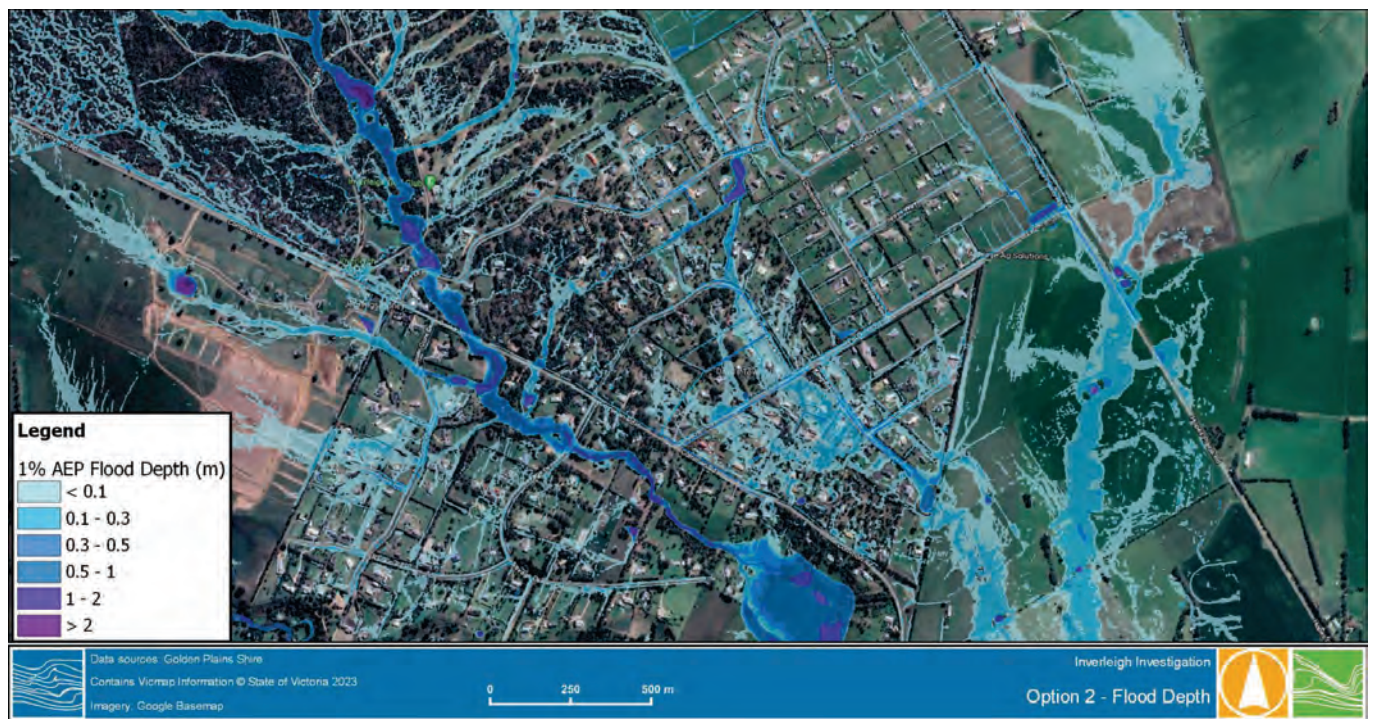 Ag Solutions
Legend
1% AEP Flood Depth (m)
< 0.1
0.1 - 0.3
0.3 - 0.5
0.5 - 1
1 - 2
> 2
Data sources: Golden Plains Shire
Contains Vicmap Information © State of Victoria 2023
Imagery: Google Basemap
0 250 500 m
Inverleigh Investigation
Option 2 - Flood Depth